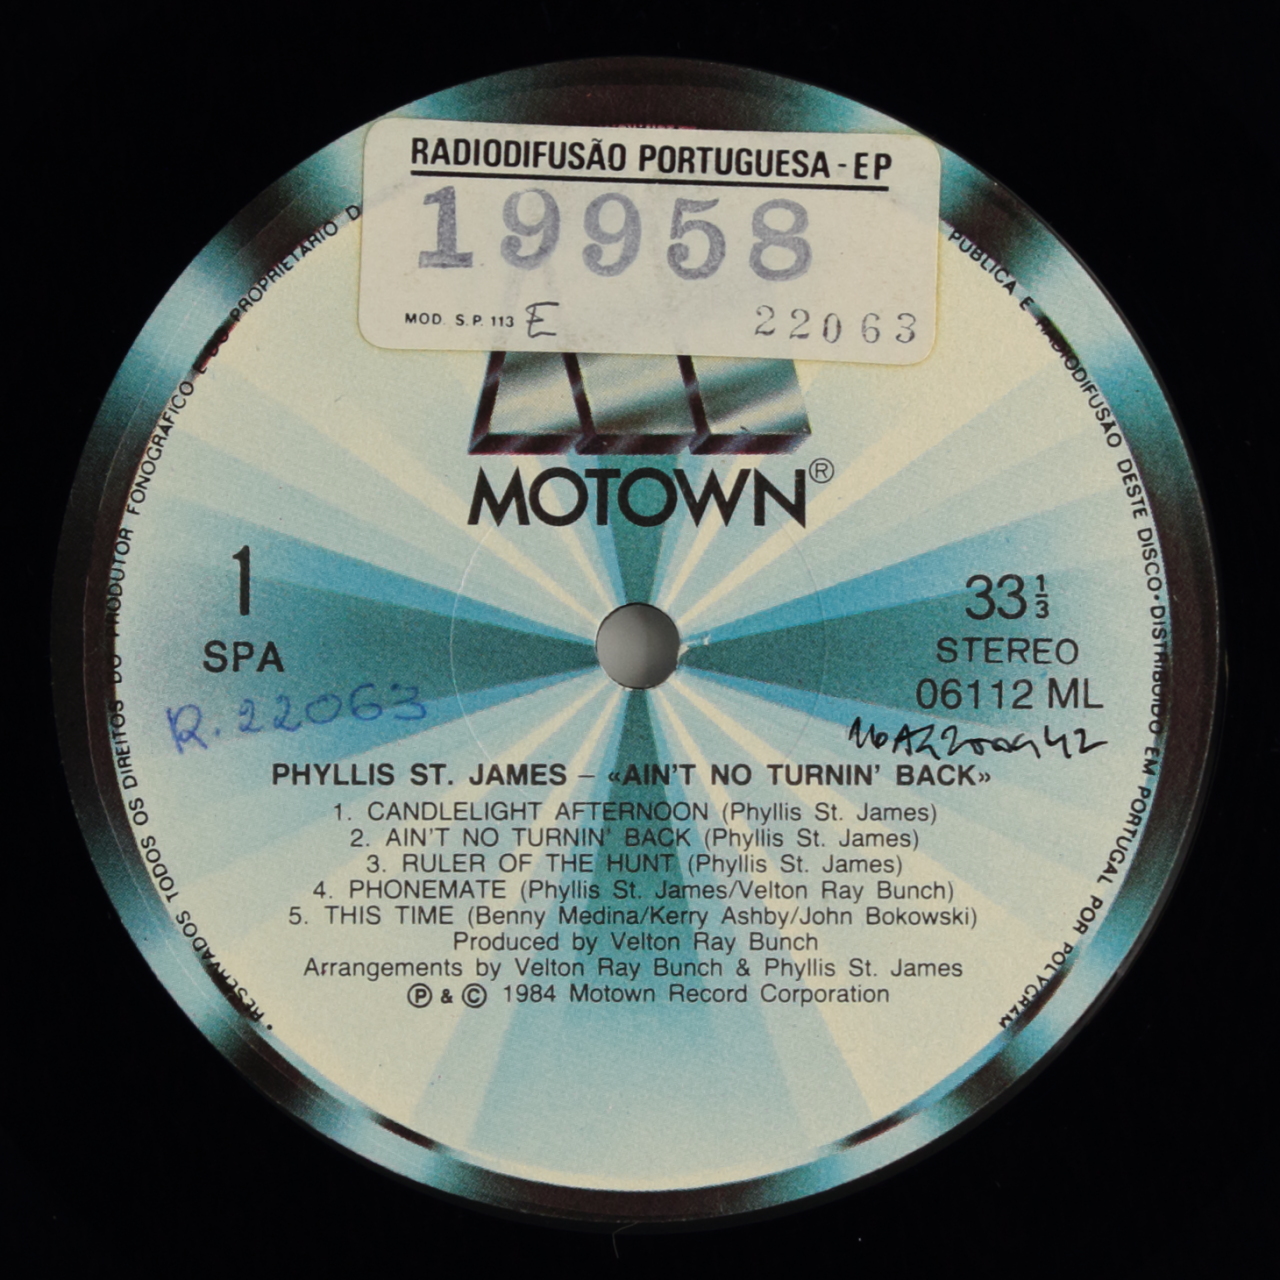 RADIODIFUSÃO PORTUGUESA - EP
19958
MOD. S.P. 113 E 22063
MOTOWN®
1
SPA
R. 22063
33 1/3
STEREO
06112 ML
PHYLLIS ST. JAMES – «AIN'T NO TURNIN' BACK»
1. CANDLELIGHT AFTERNOON (Phyllis St. James)
2. AIN'T NO TURNIN' BACK (Phyllis St. James)
3. RULER OF THE HUNT (Phyllis St. James)
4. PHONEMATE (Phyllis St. James/Velton Ray Bunch)
5. THIS TIME (Benny Medina/Kerry Ashby/John Bokowski)
Produced by Velton Ray Bunch
Arrangements by Velton Ray Bunch & Phyllis St. James
Ⓟ & © 1984 Motown Record Corporation
• RESERVADOS TODOS OS DIREITOS DO PRODUTOR FONOGRÁFICO E DO PROPRIETÁRIO D
PÚBLICA E RADIODIFUSÃO DESTE DISCO • DISTRIBUIDO EM PORTUGAL POR POLYGRAM